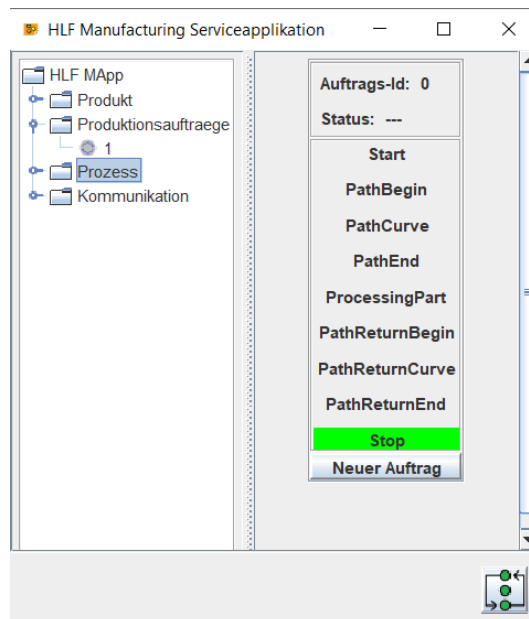 HLF Manufacturing Serviceapplikation
HLF MApp
Produkt
Produktionsauftraege
1
Prozess
Kommunikation
Auftrags-Id: 0
Status: ---
Start
PathBegin
PathCurve
PathEnd
ProcessingPart
PathReturnBegin
PathReturnCurve
PathReturnEnd
Stop
Neuer Auftrag